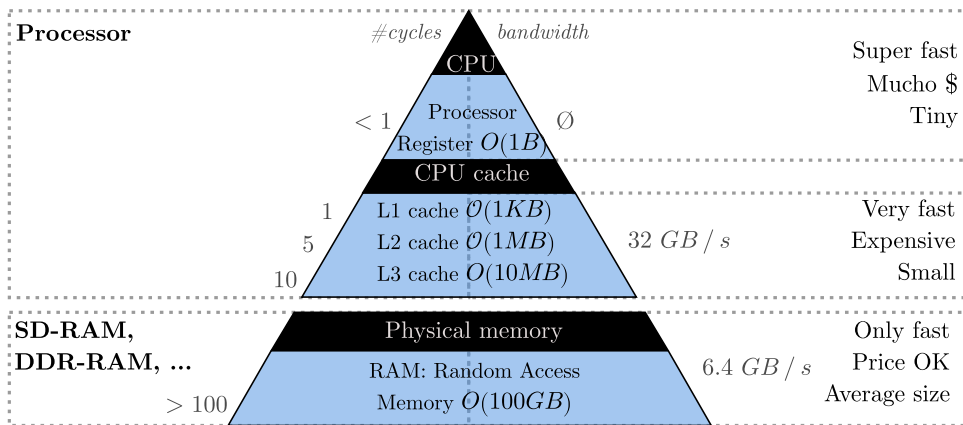 Processor
#cycles
bandwidth
CPU
Super fast
Mucho $
Tiny
< 1
Processor
Register O(1B)
Ø
CPU cache
1
L1 cache 𝒪(1KB)
Very fast
5
L2 cache 𝒪(1MB)
32 GB / s
Expensive
10
L3 cache O(10MB)
Small
SD-RAM,
DDR-RAM, ...
Physical memory
Only fast
RAM: Random Access
6.4 GB / s
Price OK
> 100
Memory O(100GB)
Average size